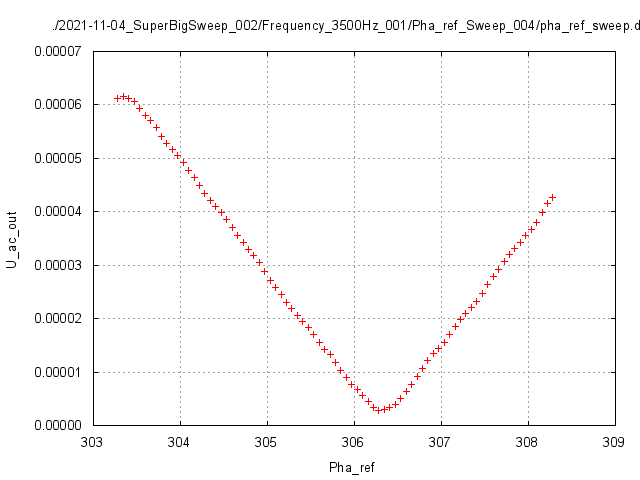 ./2021-11-04_SuperBigSweep_002/Frequency_3500Hz_001/Pha_ref_Sweep_004/pha_ref_sweep.d
0.00007
0.00006
0.00005
0.00004
0.00003
0.00002
0.00001
0.00000
U_ac_out
303 304 305 306 307 308 309
Pha_ref